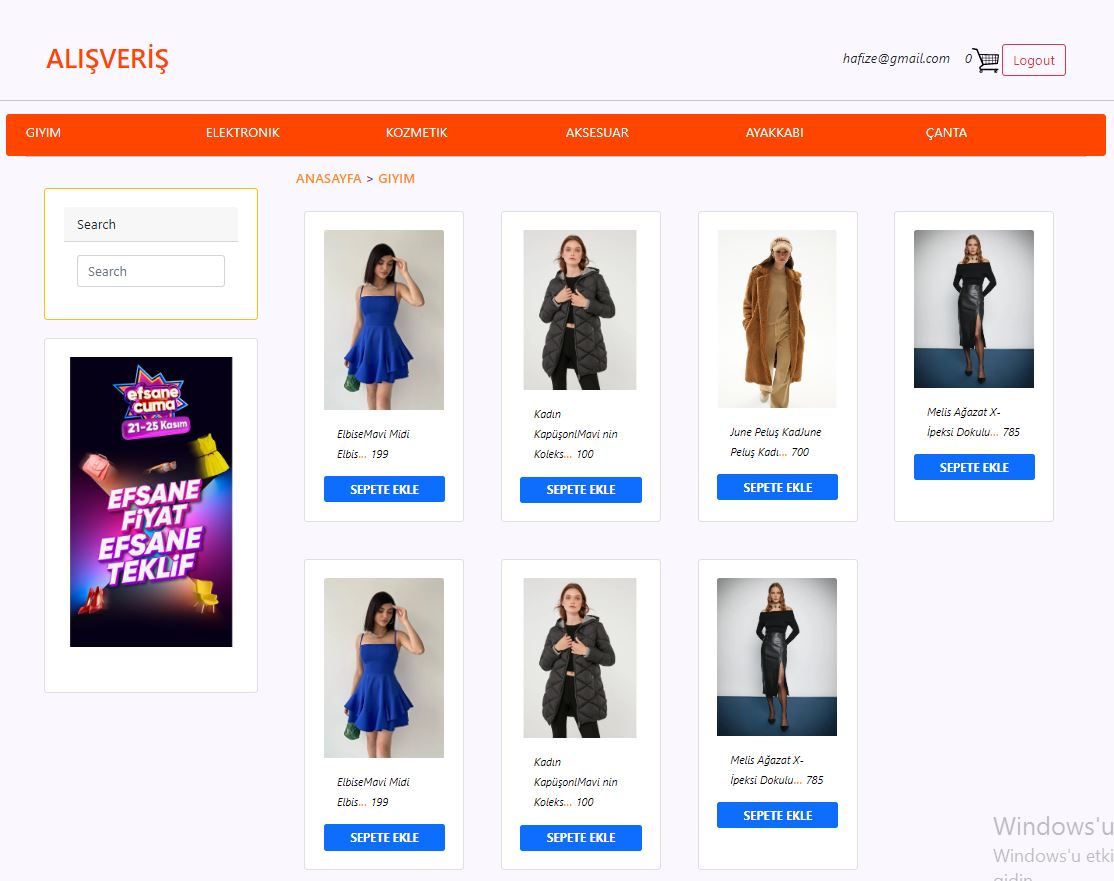 ALIŞVERİŞ
hafize@gmail.com 0 Logout
GIYIM ELEKTRONIK KOZMETIK AKSESUAR AYAKKABI ÇANTA
ANASAYFA > GIYIM
Search
Search
efsane
cuma
21-25 Kasım
EFSANE
FİYAT
EFSANE
TEKLİF
ElbiseMavi Midi
Elbis... 199
SEPETE EKLE
Kadın
KapüşonlMavi nin
Koleks... 100
SEPETE EKLE
June Peluş KadJune
Peluş Kadı... 700
SEPETE EKLE
Melis Ağazat X-
İpeksi Dokulu... 785
SEPETE EKLE
ElbiseMavi Midi
Elbis... 199
SEPETE EKLE
Kadın
KapüşonlMavi nin
Koleks... 100
SEPETE EKLE
Melis Ağazat X-
İpeksi Dokulu... 785
SEPETE EKLE
Windows'u
Windows'u etki
gidin